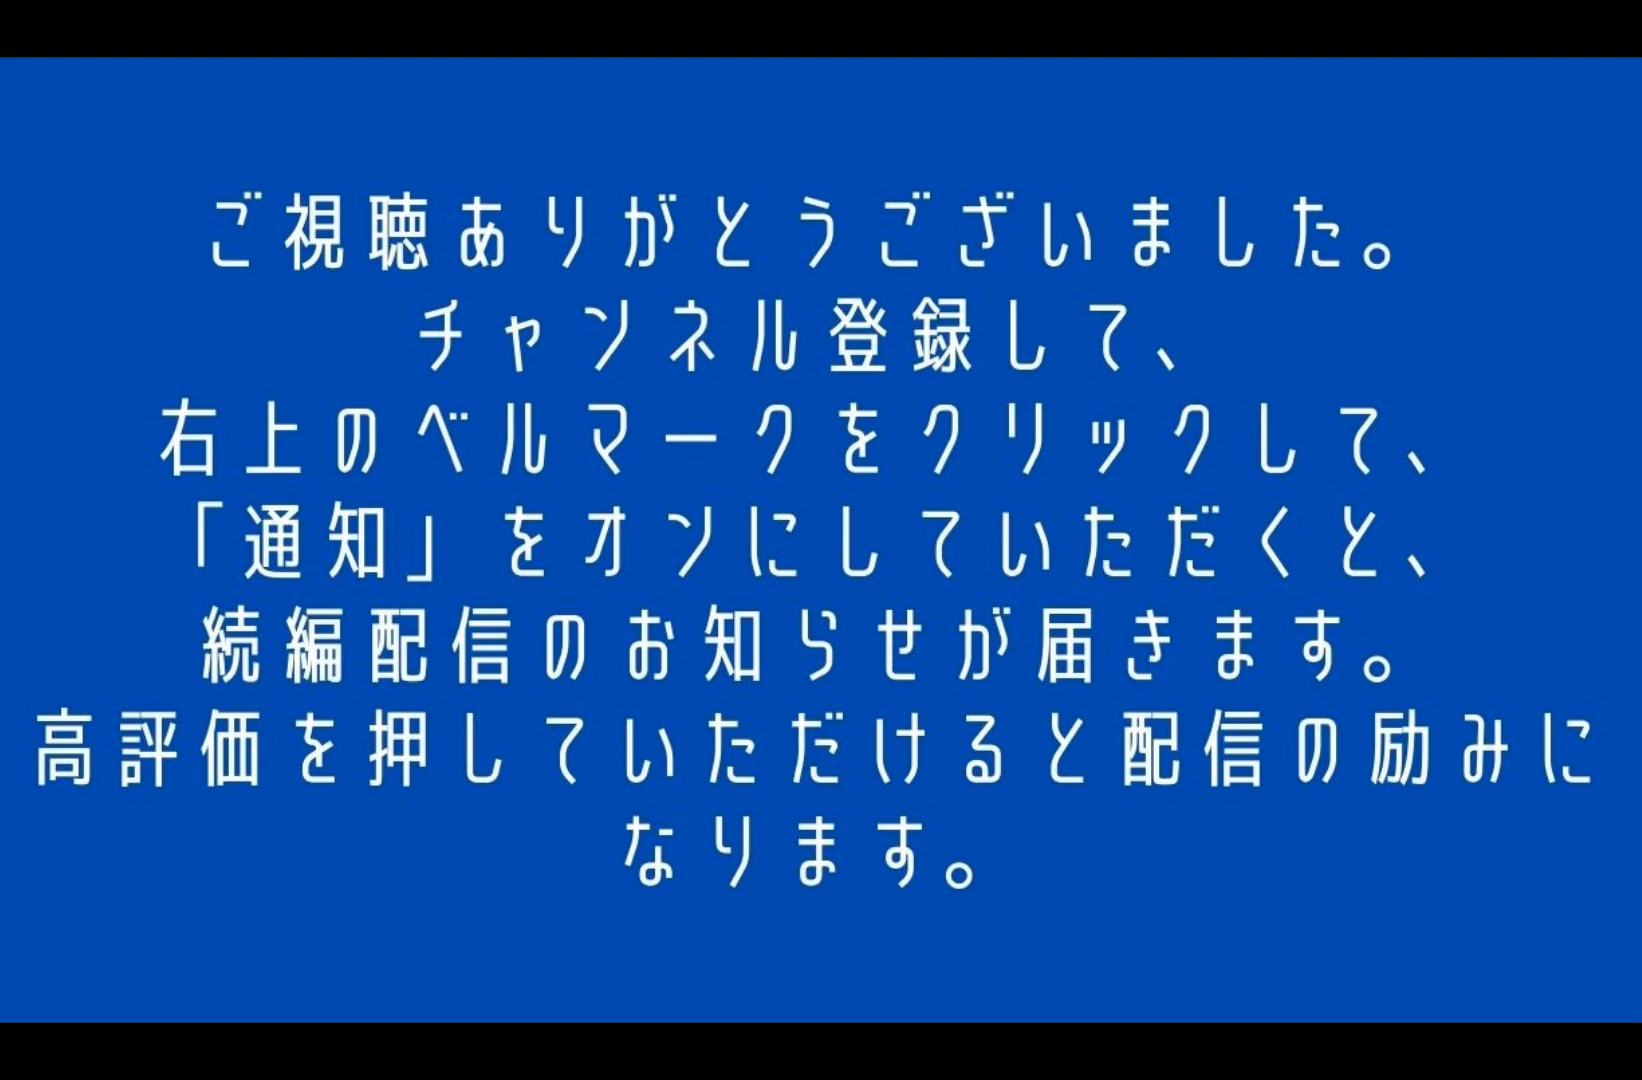 ご視聴ありがとうございました。
チャンネル登録して、
右上のベルマークをクリックして、
「通知」をオンにしていただくと、
続編配信のお知らせが届きます。
高評価を押していただけると配信の励みに
なります。